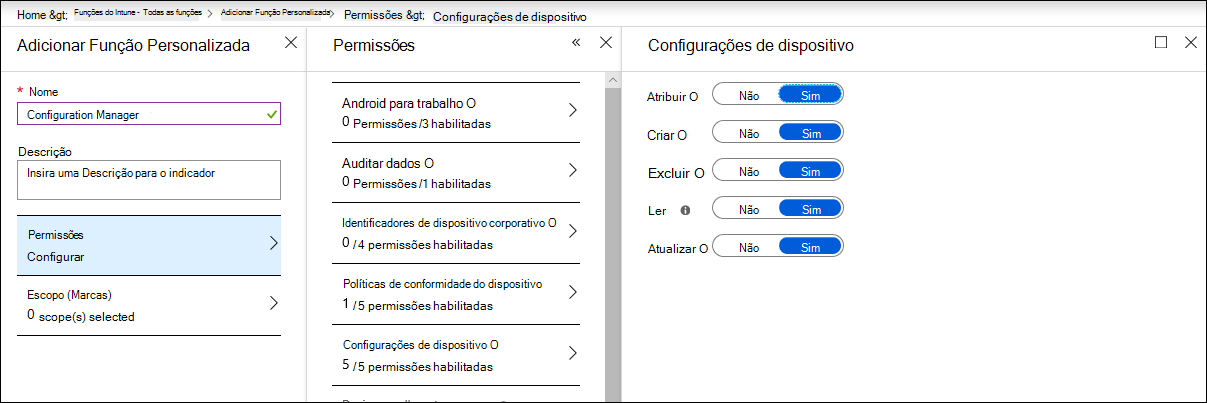 Home &gt; Funções do Intune - Todas as funções Adicionar Função Personalizada Permissões &gt; Configurações de dispositivo
Adicionar Função Personalizada
* Nome
Configuration Manager
Descrição
Insira uma Descrição para o indicador
Permissões
Configurar
Escopo (Marcas)
0 scope(s) selected
Permissões
Android para trabalho O
0 Permissões /3 habilitadas
Auditar dados O
0 Permissões /1 habilitadas
Identificadores de dispositivo corporativo O
0 / 4 permissões habilitadas
Políticas de conformidade do dispositivo
1 /5 permissões habilitadas
Configurações de dispositivo O
5 /5 permissões habilitadas
Configurações de dispositivo
Atribuir O Não Sim
Criar O Não Sim
Excluir O Não Sim
Ler Não Sim
Atualizar O Não Sim